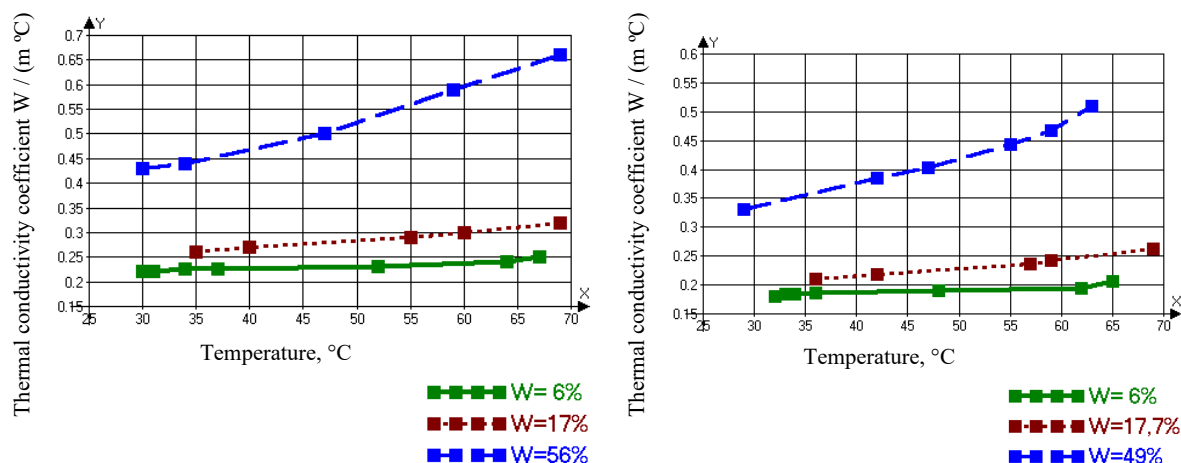 Thermal conductivity coefficient W / (m ºC)
Y
0.7
0.65
0.6
0.55
0.5
0.45
0.4
0.35
0.3
0.25
0.2
0.15
25 30 35 40 45 50 55 60 65 70
X
Temperature, °C
W= 6%
W=17%
W=56%
Thermal conductivity coefficient W / (m ºC)
Y
0.6
0.55
0.5
0.45
0.4
0.35
0.3
0.25
0.2
0.15
25 30 35 40 45 50 55 60 65 70
X
Temperature, °C
W= 6%
W=17,7%
W=49%